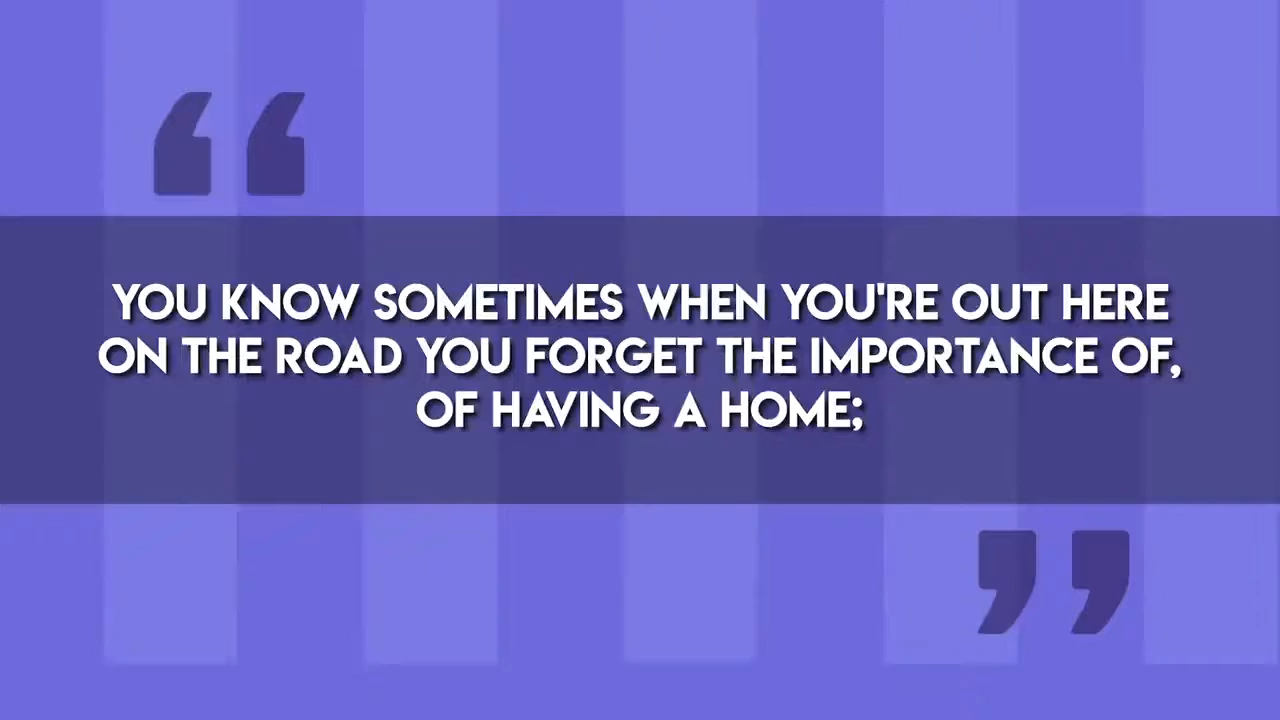 YOU KNOW SOMETIMES WHEN YOU'RE OUT HERE
ON THE ROAD YOU FORGET THE IMPORTANCE OF,
OF HAVING A HOME;